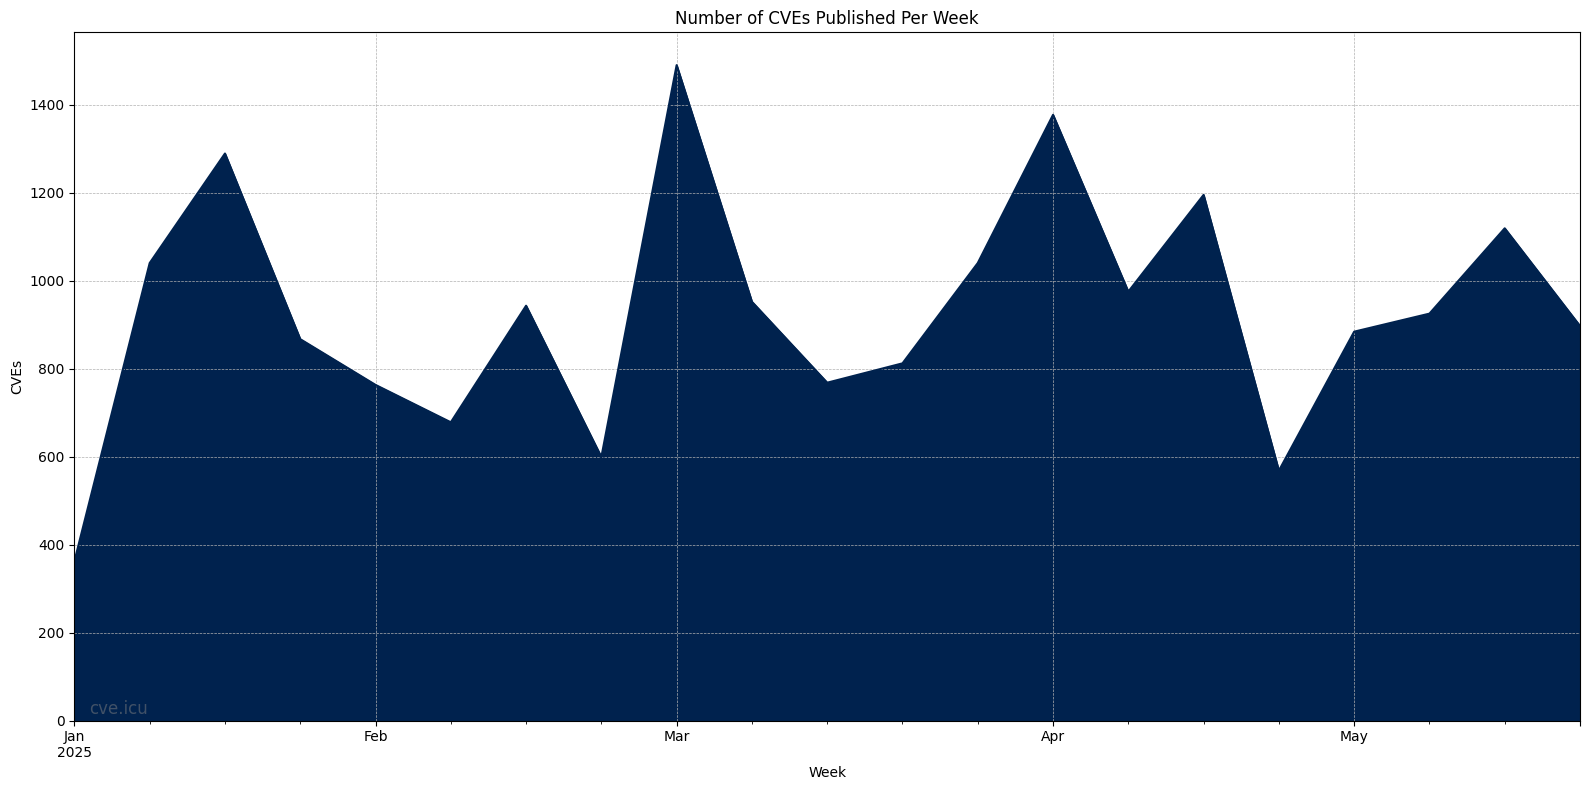 Number of CVEs Published Per Week
CVEs
1400
1200
1000
800
600
400
200
0
cve.icu
Jan Feb Mar Apr May
2025
Week